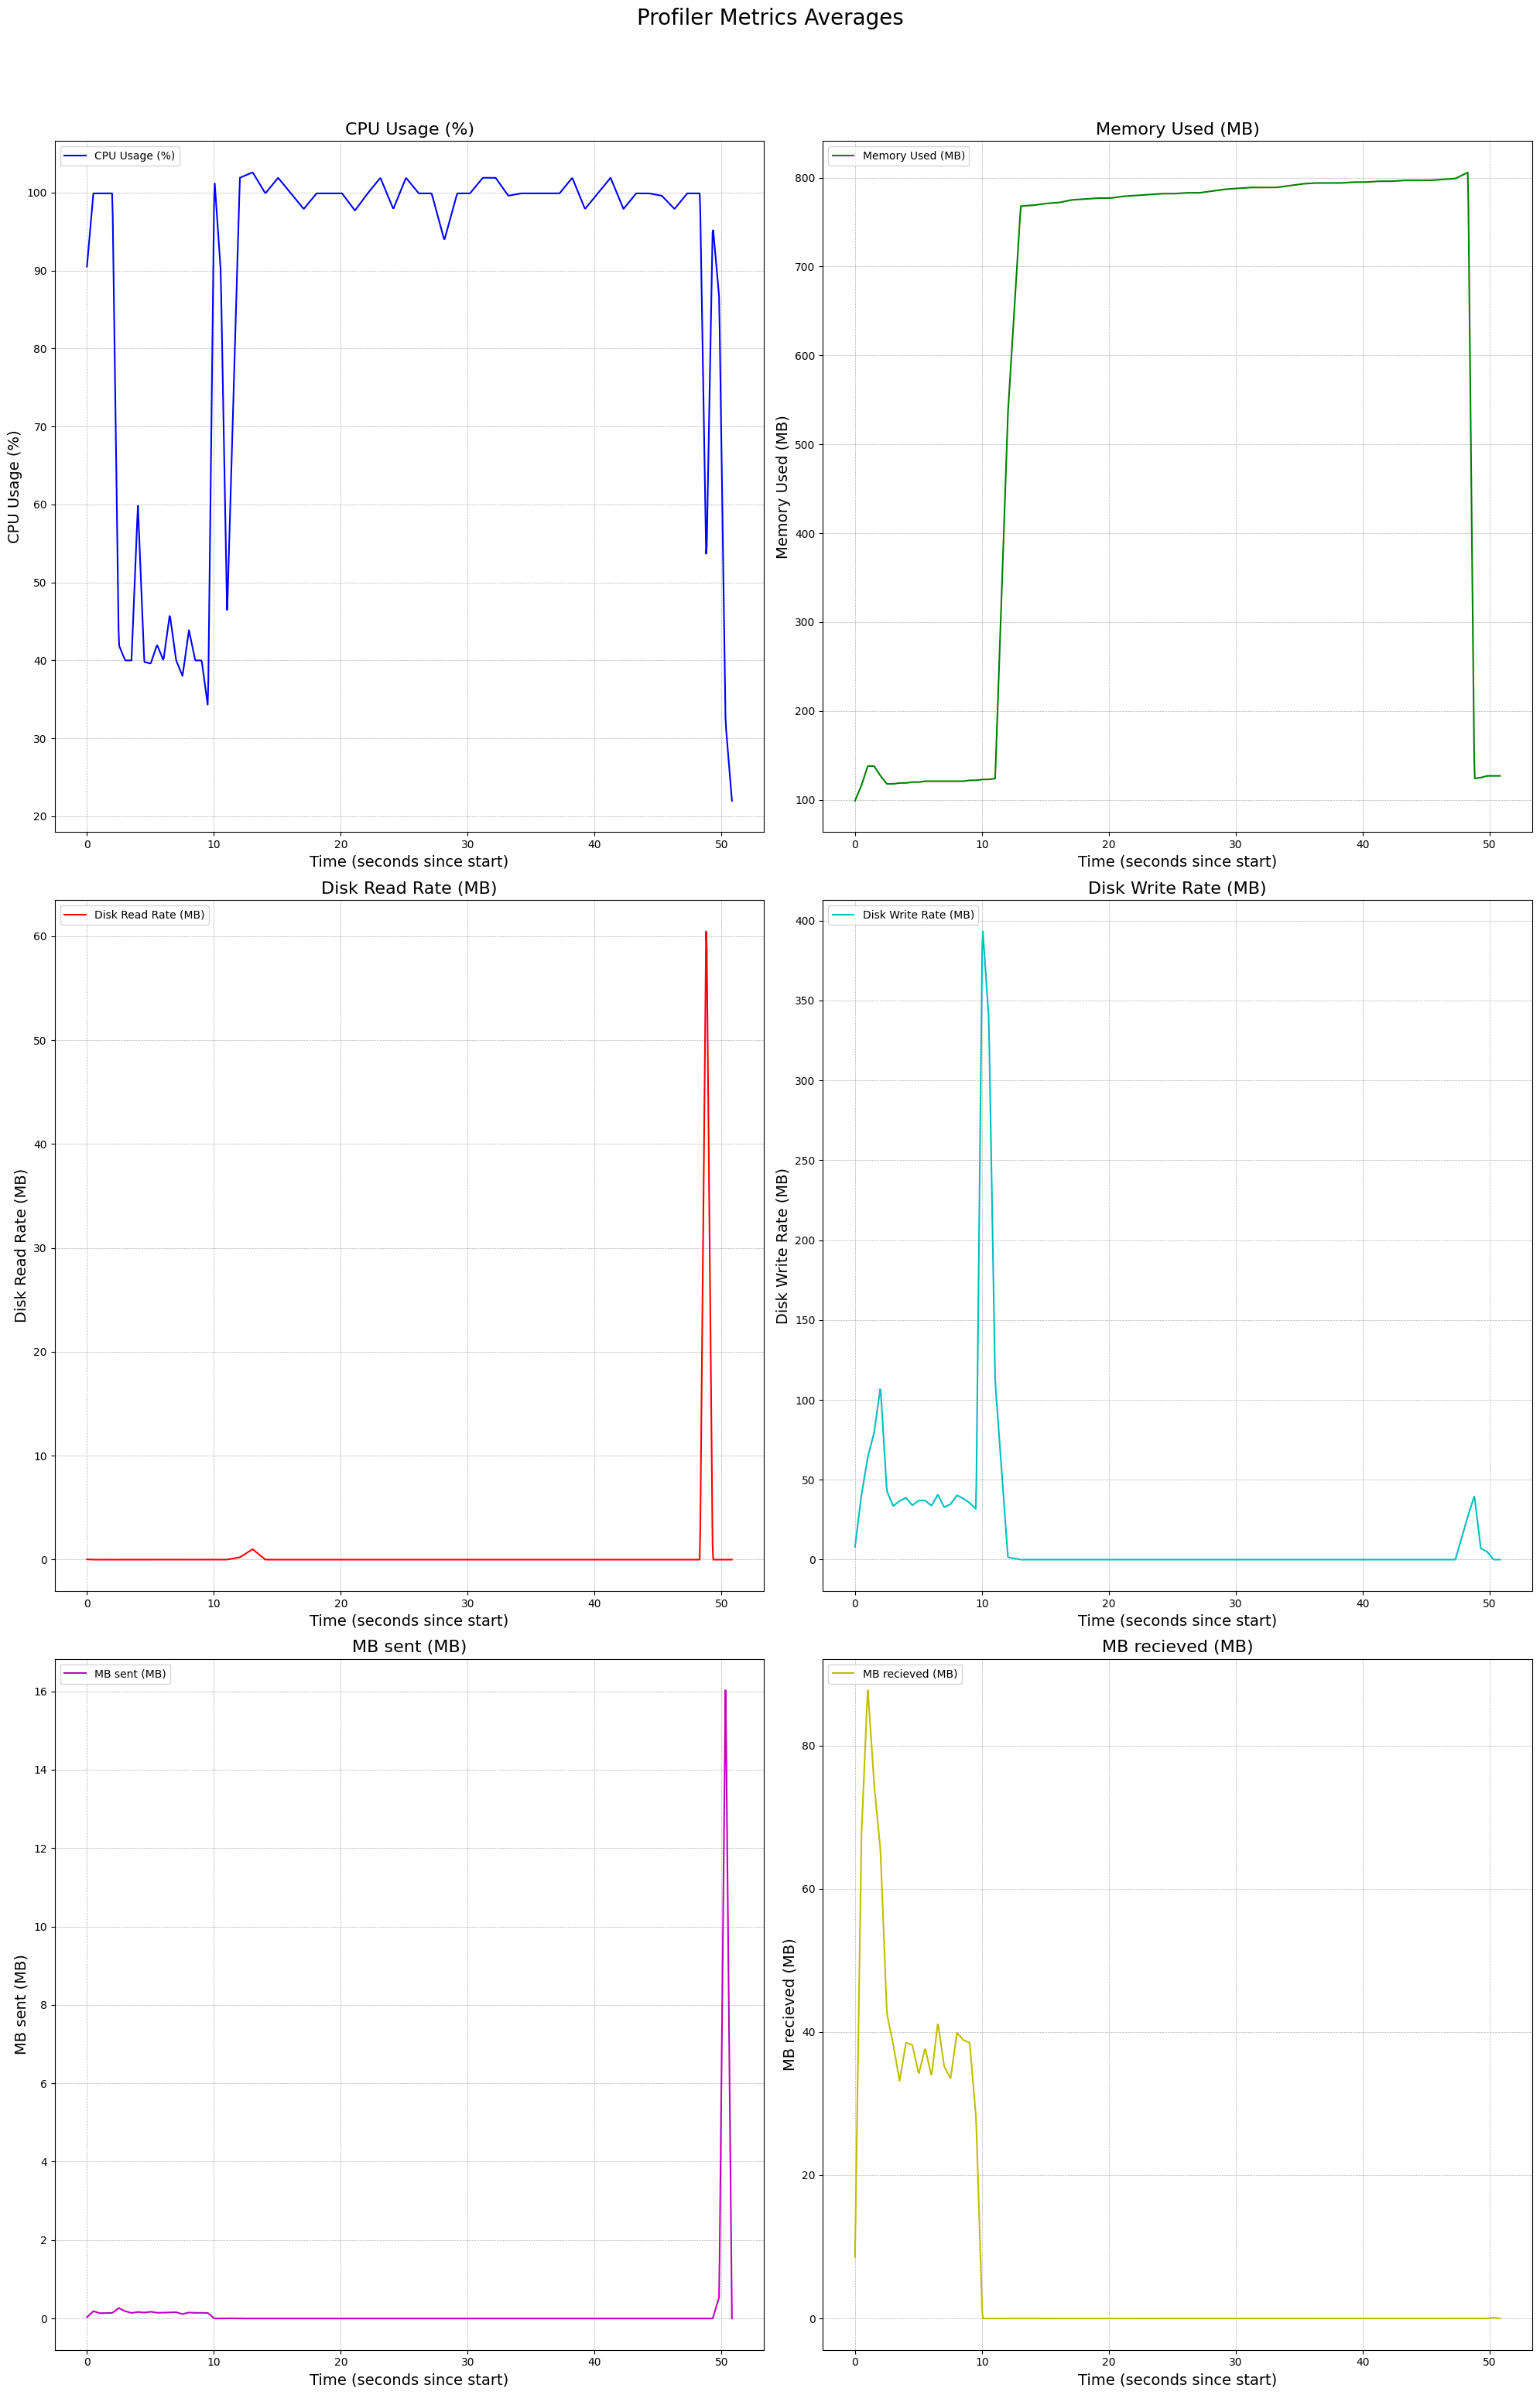 Profiler Metrics Averages
CPU Usage (%)
CPU Usage (%)
CPU Usage (%)
100
90
80
70
60
50
40
30
20
0 10 20 30 40 50
Time (seconds since start)
Memory Used (MB)
Memory Used (MB)
Memory Used (MB)
800
700
600
500
400
300
200
100
0 10 20 30 40 50
Time (seconds since start)
Disk Read Rate (MB)
Disk Read Rate (MB)
Disk Read Rate (MB)
60
50
40
30
20
10
0
0 10 20 30 40 50
Time (seconds since start)
Disk Write Rate (MB)
Disk Write Rate (MB)
Disk Write Rate (MB)
400
350
300
250
200
150
100
50
0
0 10 20 30 40 50
Time (seconds since start)
MB sent (MB)
MB sent (MB)
MB sent (MB)
16
14
12
10
8
6
4
2
0
0 10 20 30 40 50
Time (seconds since start)
MB recieved (MB)
MB recieved (MB)
MB recieved (MB)
80
60
40
20
0
0 10 20 30 40 50
Time (seconds since start)